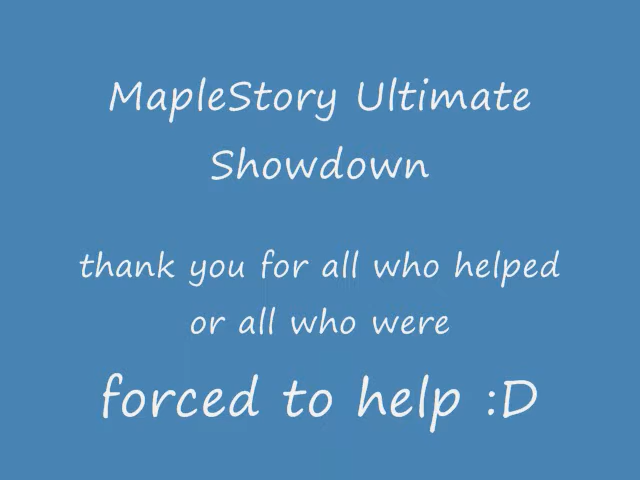 MapleStory Ultimate
Showdown
thank you for all who helped
or all who were
forced to help :D